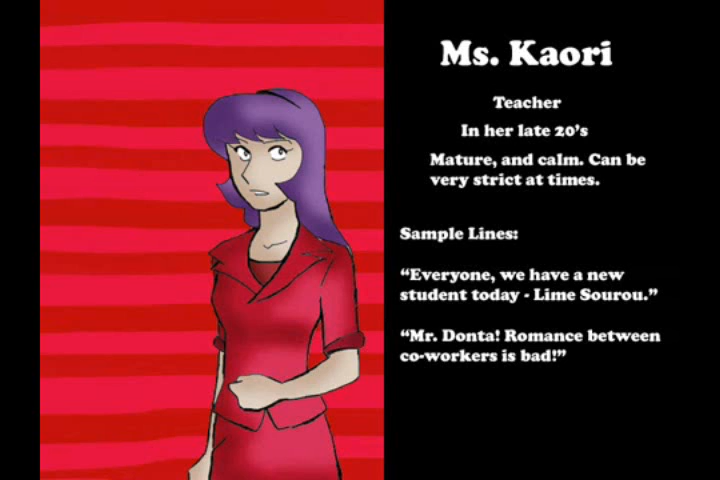 Ms. Kaori
Teacher
In her late 20's
Mature, and calm. Can be
very strict at times.
Sample Lines:
“Everyone, we have a new
student today - Lime Sourou.”
“Mr. Donta! Romance between
co-workers is bad!”